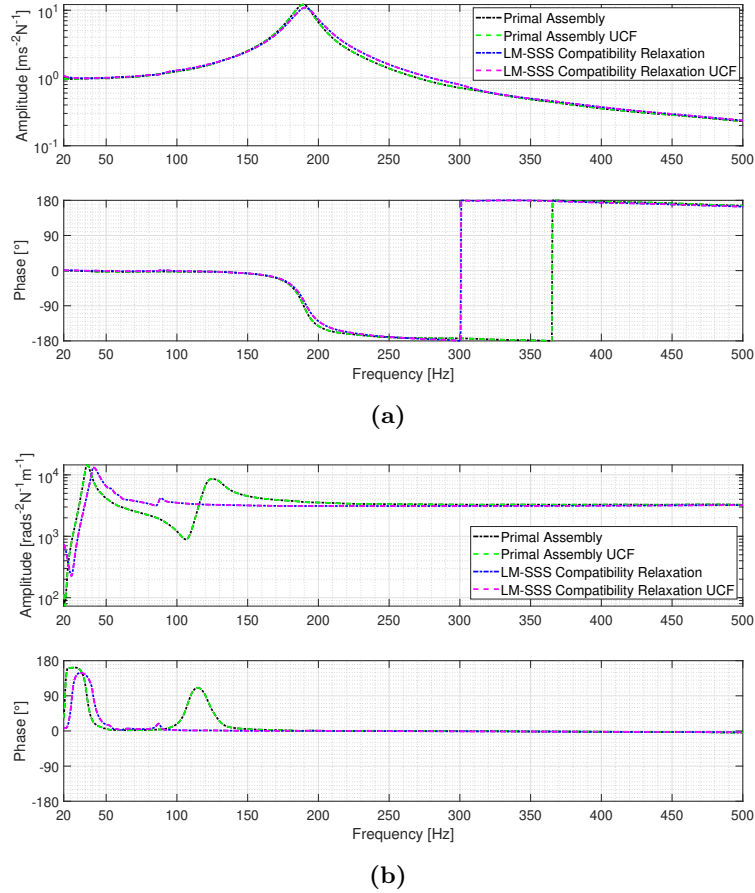 10^1
10^0
10^-1
Amplitude [ms^-2N^-1]
Primal Assembly
Primal Assembly UCF
LM-SSS Compatibility Relaxation
LM-SSS Compatibility Relaxation UCF
20 50 100 150 200 250 300 350 400 450 500
180
90
0
-90
-180
Phase [°]
20 50 100 150 200 250 300 350 400 450 500
Frequency [Hz]
(a)
10^4
10^3
10^2
Amplitude [rads^-2N^-1m^-1]
Primal Assembly
Primal Assembly UCF
LM-SSS Compatibility Relaxation
LM-SSS Compatibility Relaxation UCF
20 50 100 150 200 250 300 350 400 450 500
180
90
0
-90
-180
Phase [°]
20 50 100 150 200 250 300 350 400 450 500
Frequency [Hz]
(b)